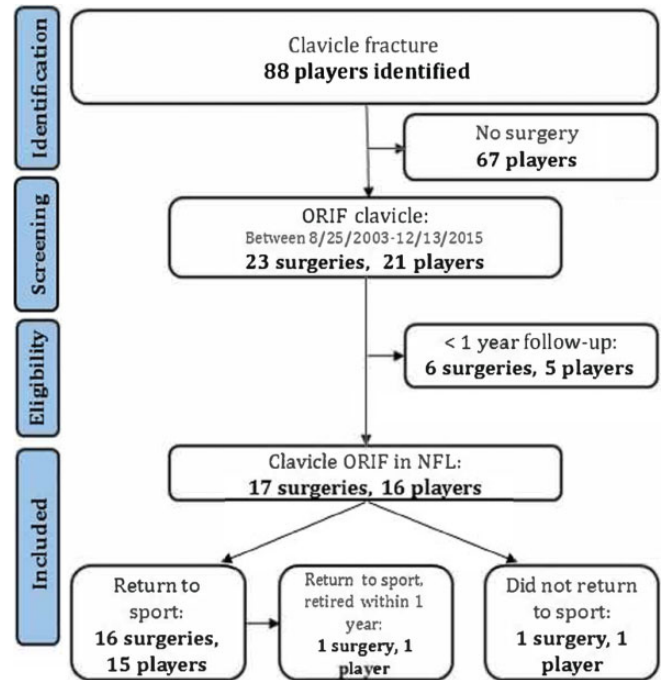 Identification
Clavicle fracture
88 players identified
No surgery
67 players
Screening
ORIF clavicle:
Between 8/25/2003-12/13/2015
23 surgeries, 21 players
Eligibility
< 1 year follow-up:
6 surgeries, 5 players
Included
Clavicle ORIF in NFL:
17 surgeries, 16 players
Return to
sport:
16 surgeries,
15 players
Return to sport,
retired within 1
year:
1 surgery, 1
player
Did not return
to sport:
1 surgery, 1
player